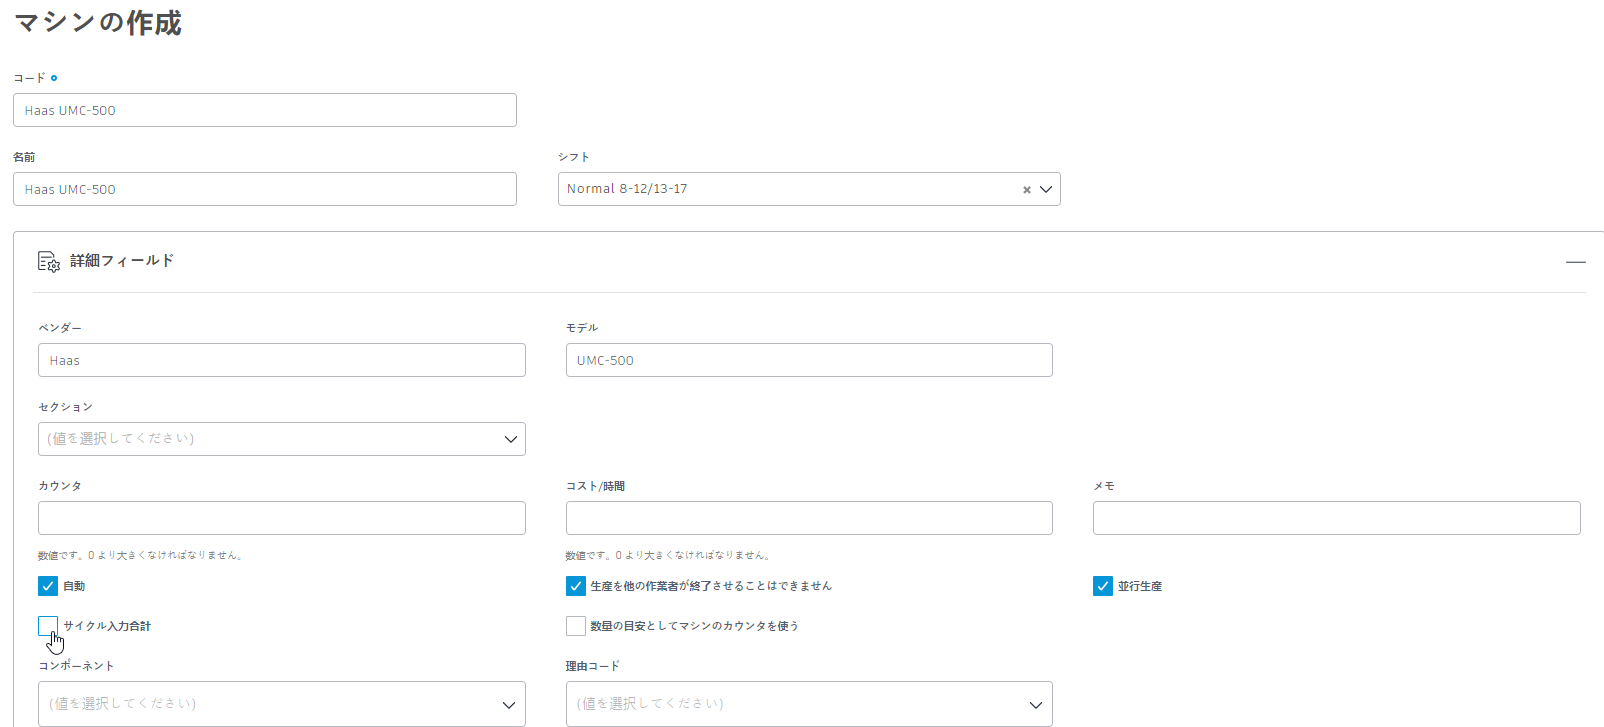 マシンの作成
コード
Haas UMC-500
名前
シフト
Haas UMC-500
Normal 8-12/13-17
詳細フィールド
ベンダー
モデル
Haas
UMC-500
セクション
(値を選択してください)
カウンタ
コスト/時間
メモ
数値です。0 より大きくなければなりません。
数値です。0 より大きくなければなりません。
自動
生産を他の作業者が終了させることはできません
並行生産
サイクル入力合計
数量の目安としてマシンのカウンタを使う
コンポーネント
理由コード
(値を選択してください)
(値を選択してください)